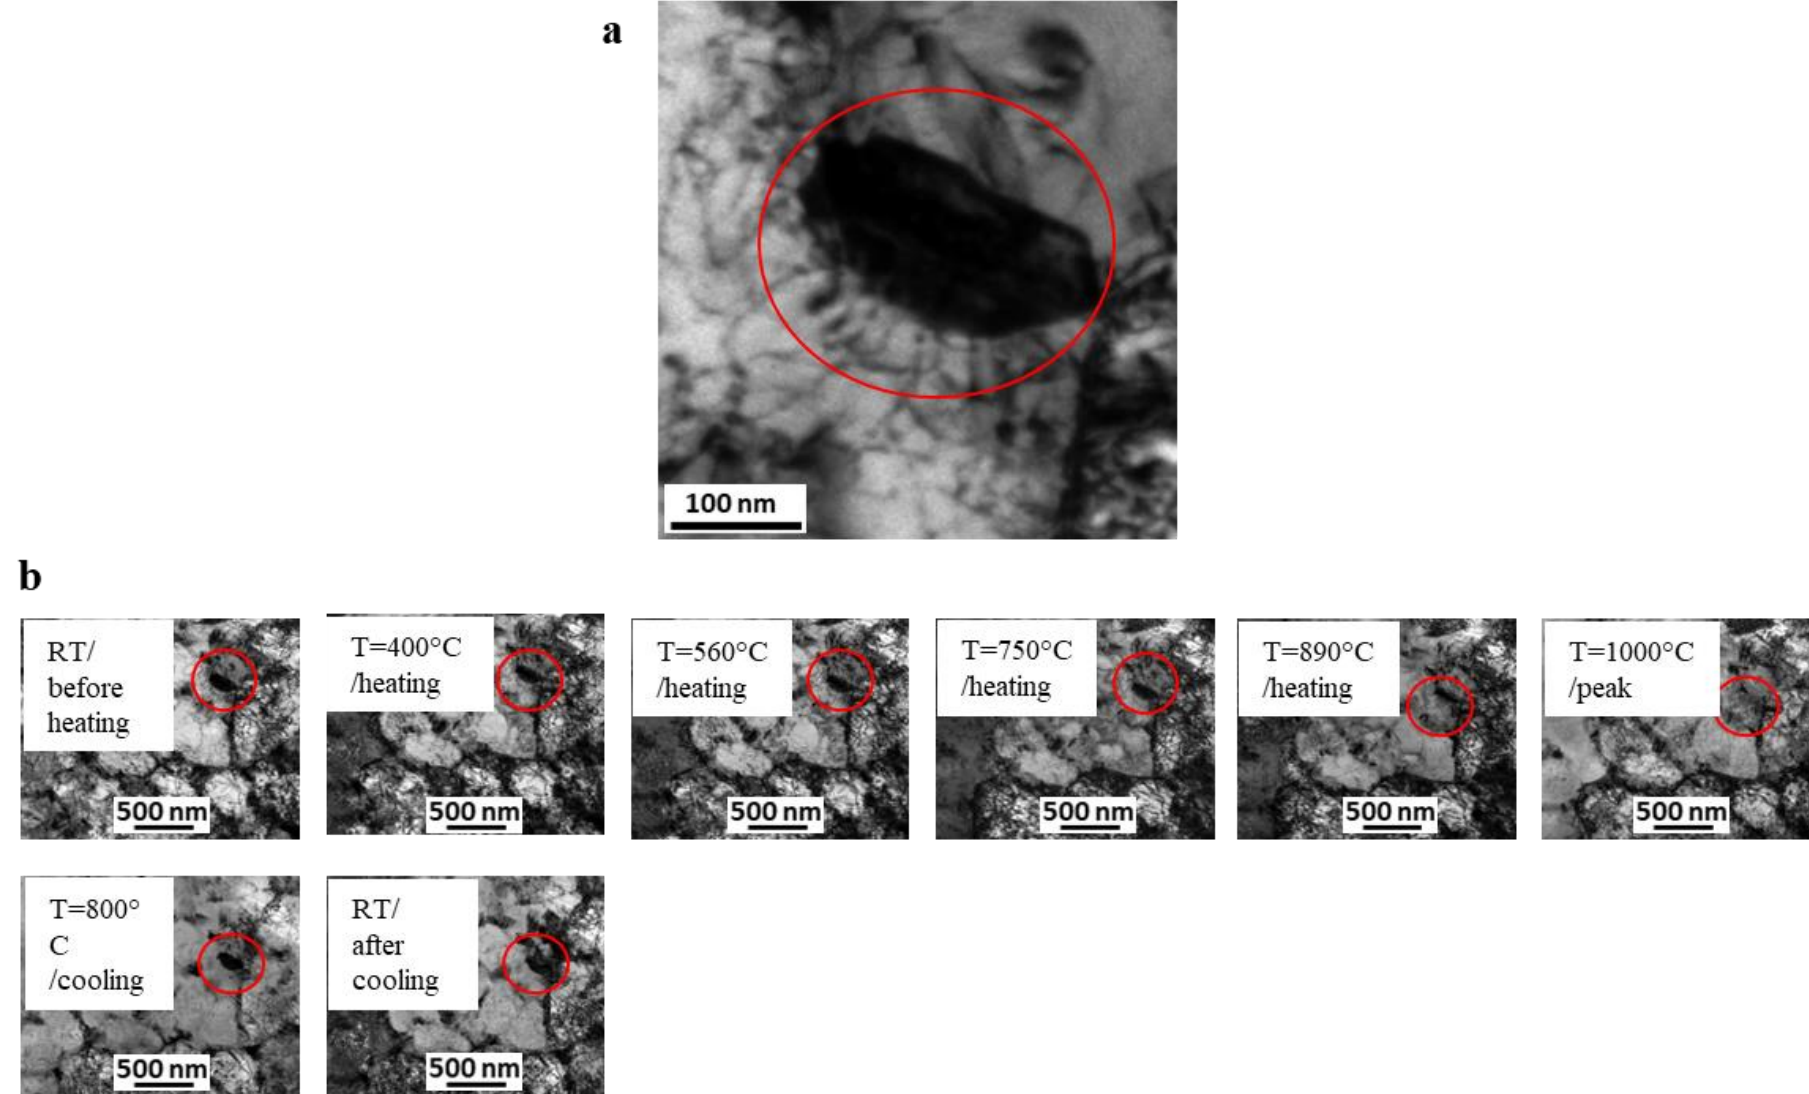 a
100 nm
b
RT/
before
heating
500 nm
T=400°C
/heating
500 nm
T=560°C
/heating
500 nm
T=750°C
/heating
500 nm
T=890°C
/heating
500 nm
T=1000°C
/peak
500 nm
T=800°
C
/cooling
500 nm
RT/
after
cooling
500 nm